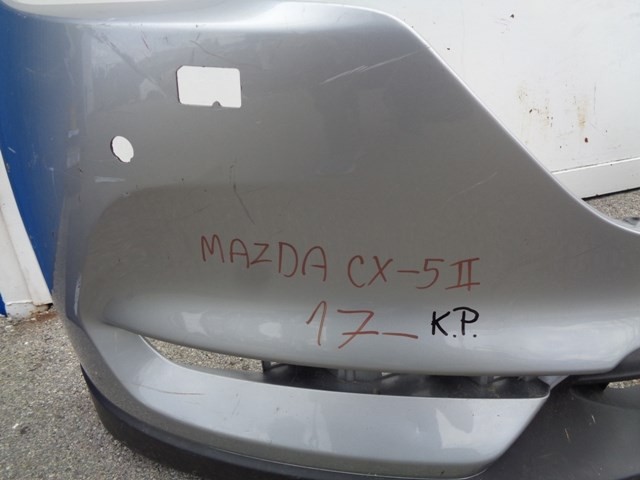 MAZDA CX-5 II
17- K.P.